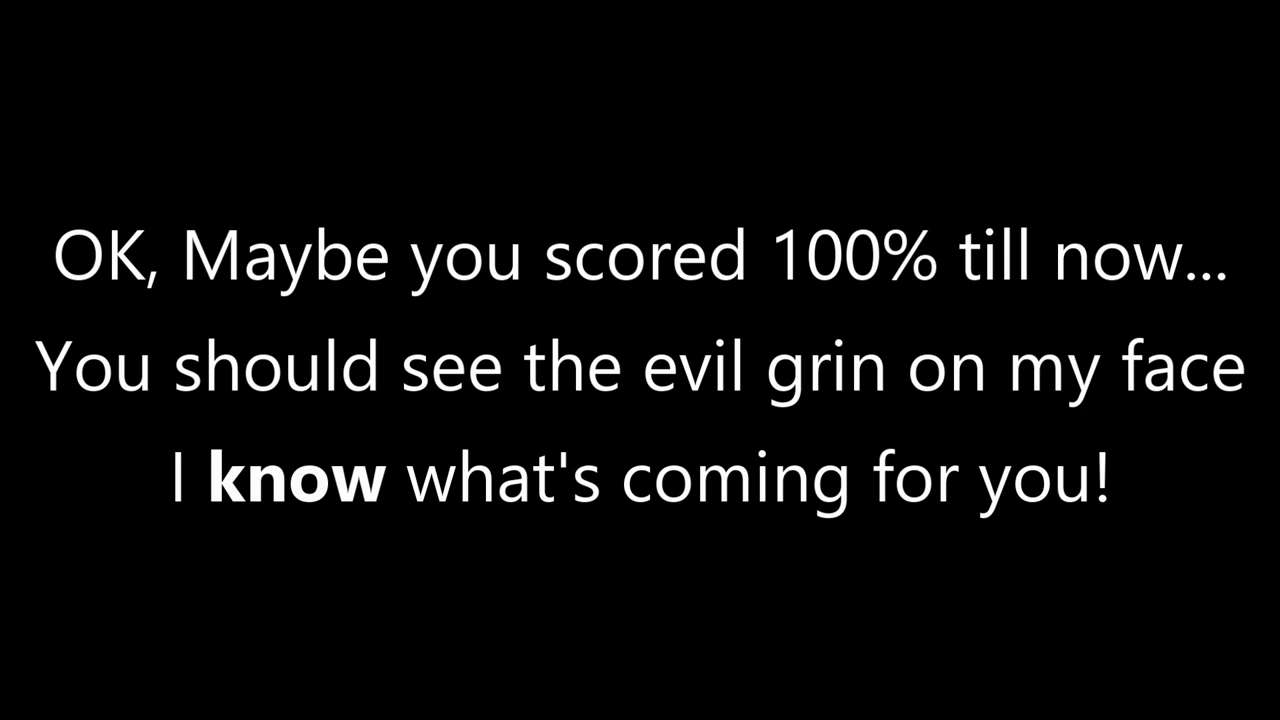 OK, Maybe you scored 100% till now...
You should see the evil grin on my face
I know what's coming for you!